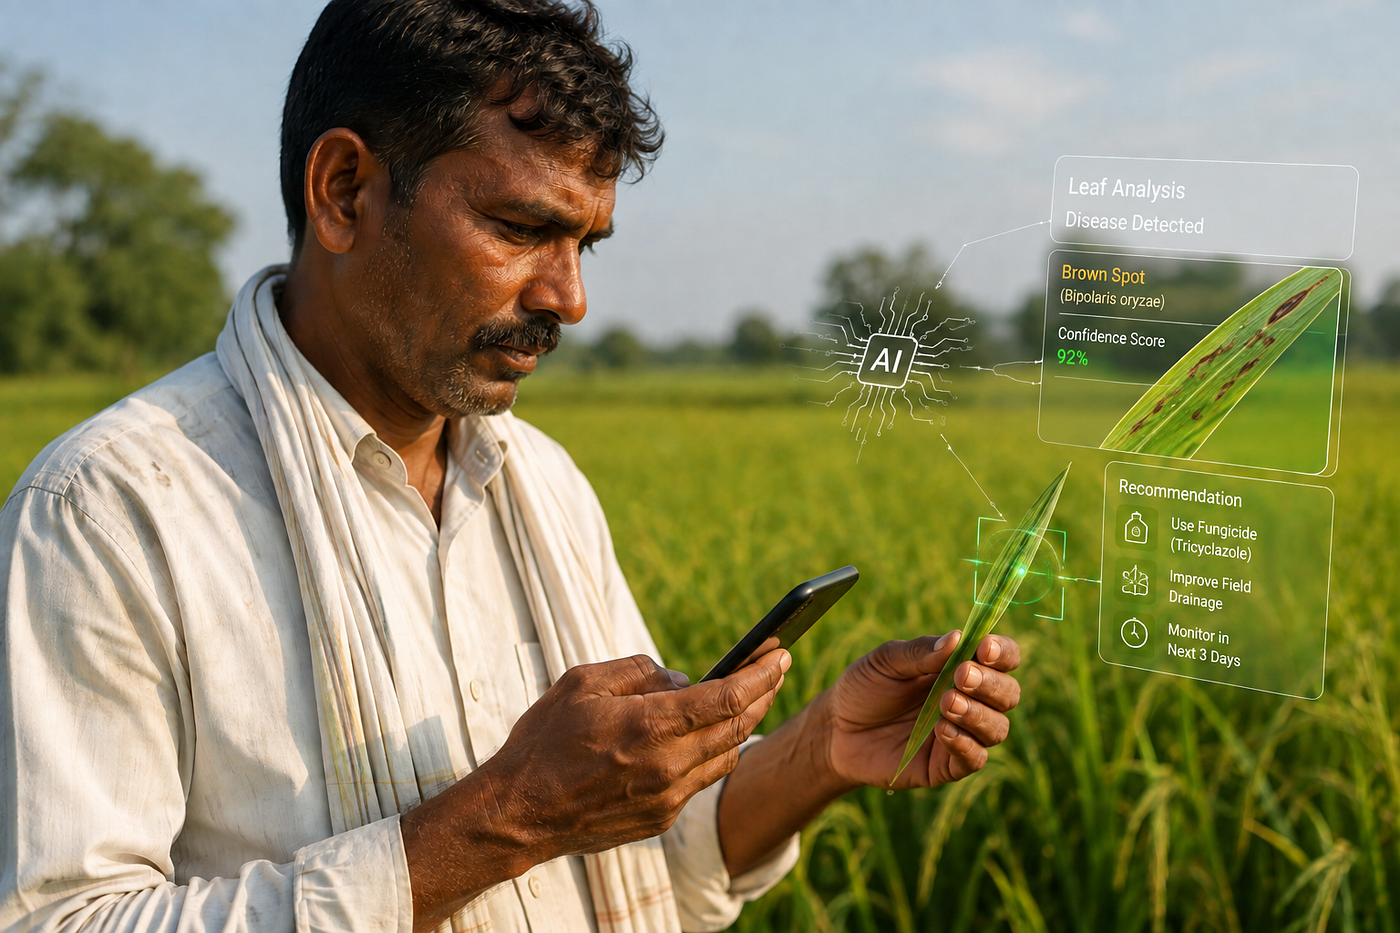 Leaf Analysis
Disease Detected
Brown Spot
(Bipolaris oryzae)
Confidence Score
92%
AI
Recommendation
Use Fungicide
(Tricyclazole)
Improve Field
Drainage
Monitor in
Next 3 Days